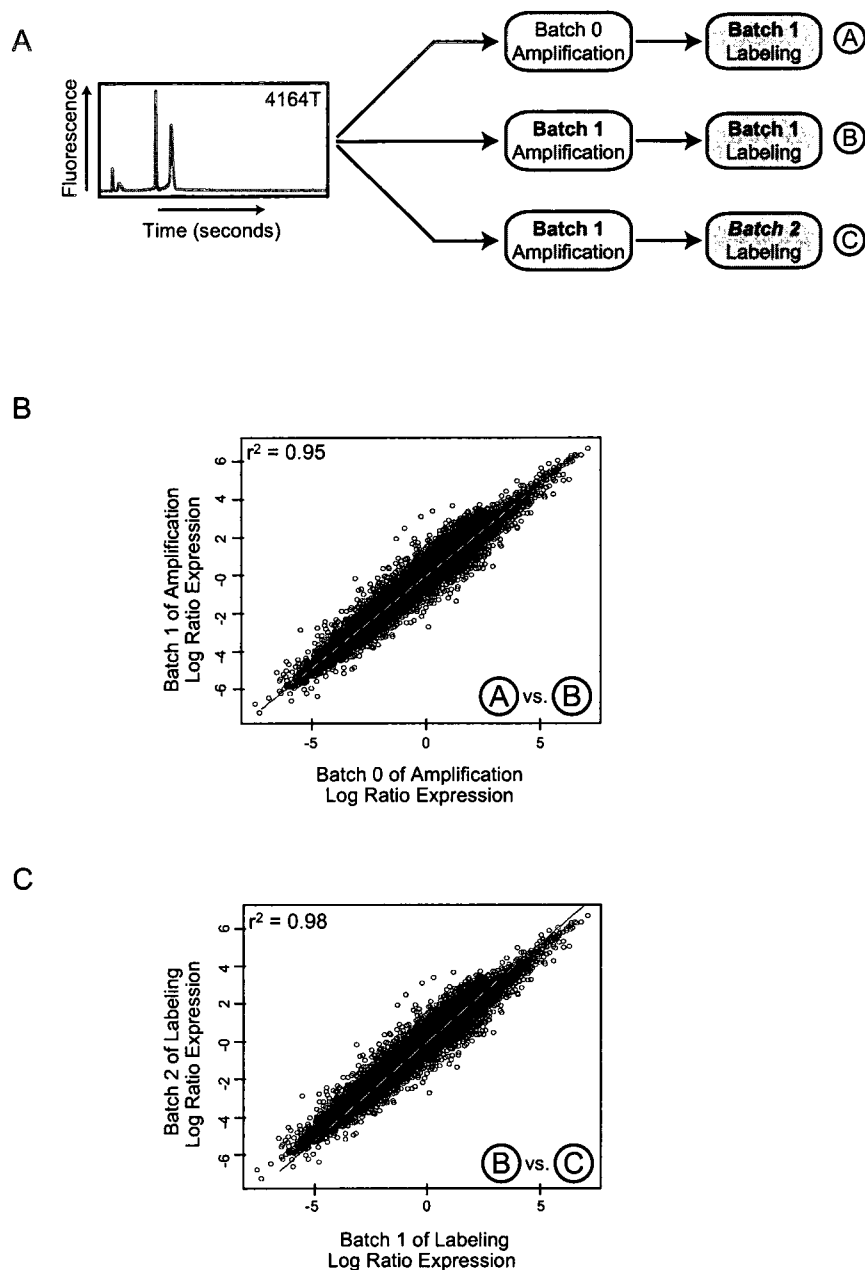 A
Fluorescence
4164T
Time (seconds)
Batch 0
Amplification
Batch 1
Labeling
A
Batch 1
Amplification
Batch 1
Labeling
B
Batch 1
Amplification
Batch 2
Labeling
C
B
r² = 0.95
Batch 1 of Amplification
Log Ratio Expression
6
4
2
-0
-2
-4
-6
A vs. B
-5
0
5
Batch 0 of Amplification
Log Ratio Expression
C
r² = 0.98
Batch 2 of Labeling
Log Ratio Expression
6
4
2
-0
-2
-4
-6
B vs. C
-5
0
5
Batch 1 of Labeling
Log Ratio Expression